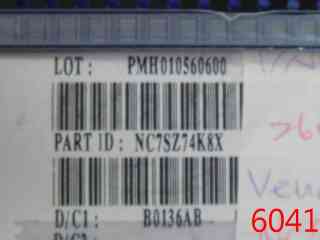 LOT: PMH010560600
PART ID: NC7SZ74K8X
D/C1: B0136AB
6041